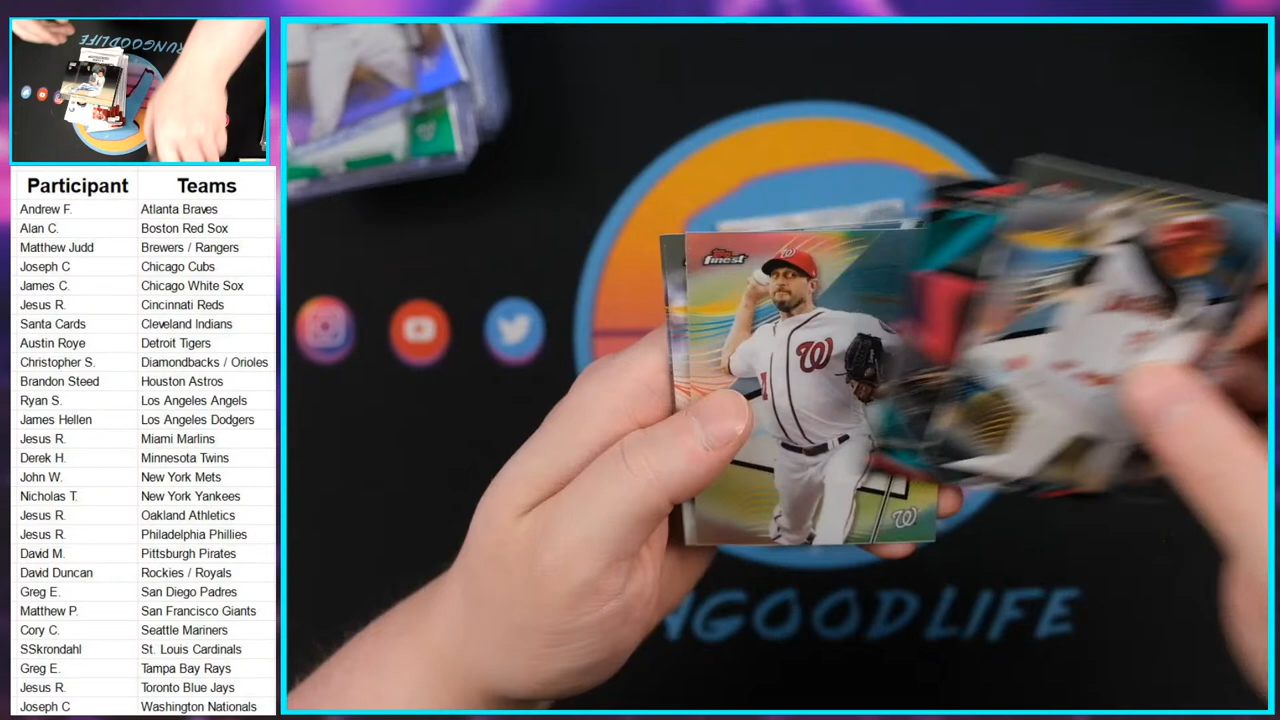 RUNGOODLIFE
Participant Teams
Andrew F. Atlanta Braves
Alan C. Boston Red Sox
Matthew Judd Brewers / Rangers
Joseph C Chicago Cubs
James C. Chicago White Sox
Jesus R. Cincinnati Reds
Santa Cards Cleveland Indians
Austin Roye Detroit Tigers
Christopher S. Diamondbacks / Orioles
Brandon Steed Houston Astros
Ryan S. Los Angeles Angels
James Hellen Los Angeles Dodgers
Jesus R. Miami Marlins
Derek H. Minnesota Twins
John W. New York Mets
Nicholas T. New York Yankees
Jesus R. Oakland Athletics
Jesus R. Philadelphia Phillies
David M. Pittsburgh Pirates
David Duncan Rockies / Royals
Greg E. San Diego Padres
Matthew P. San Francisco Giants
Cory C. Seattle Mariners
SSkrondahl St. Louis Cardinals
Greg E. Tampa Bay Rays
Jesus R. Toronto Blue Jays
Joseph C Washington Nationals
Topps
finest
W
W
W
NGOODLIFE